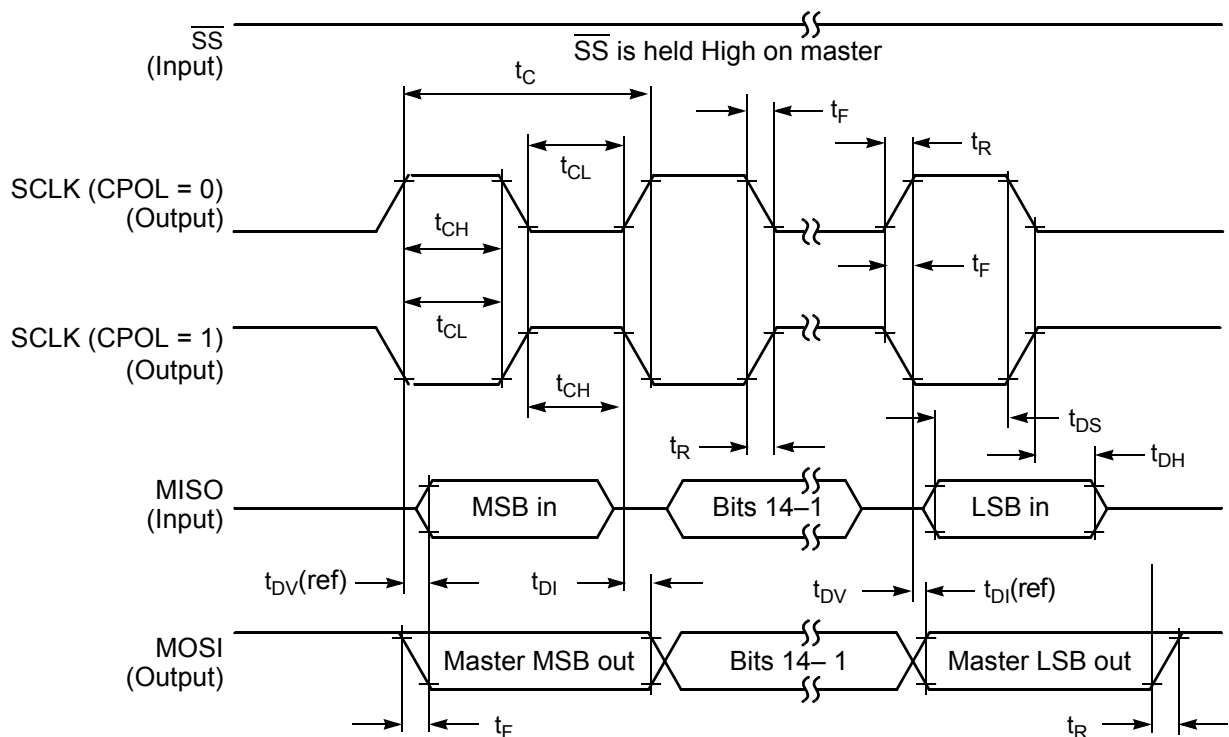 SS
(Input)
SS is held High on master
tC
tF
tR
tCL
SCLK (CPOL = 0)
(Output)
tCH
tF
tCL
SCLK (CPOL = 1)
(Output)
tCH
tDS
tR
tDH
MISO
(Input)
MSB in
Bits 14–1
LSB in
tDV(ref)
tDI
tDV
tDI(ref)
MOSI
(Output)
Master MSB out
Bits 14– 1
Master LSB out
tF
tR